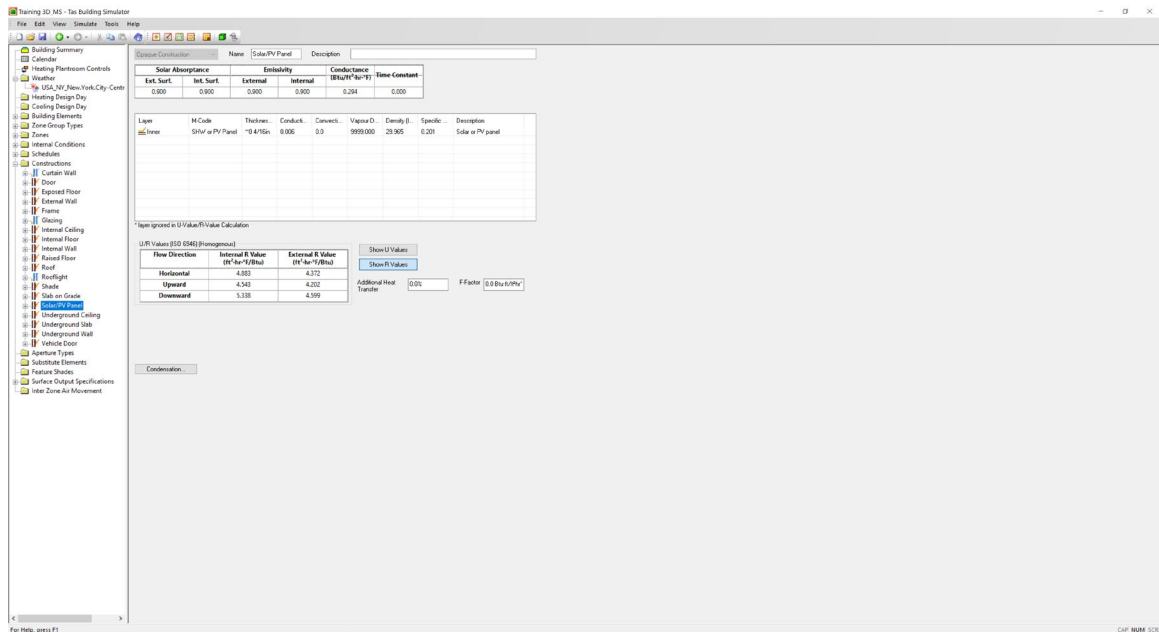 Training 3D_MS - Tas Building Simulator
File Edit View Simulate Tools Help
Building Summary
Calendar
Heating Plantroom Controls
Weather
USA_NY_New.York.City-Centr
Heating Design Day
Cooling Design Day
Building Elements
Zone Group Types
Zones
Internal Conditions
Schedules
Constructions
Curtain Wall
Door
Exposed Floor
External Wall
Frame
Glazing
Internal Ceiling
Internal Floor
Internal Wall
Raised Floor
Roof
Rooflight
Shade
Slab on Grade
Solar/PV Panel
Underground Ceiling
Underground Slab
Underground Wall
Vehicle Door
Aperture Types
Substitute Elements
Feature Shades
Surface Output Specifications
Inter Zone Air Movement
Opaque Construction Name Solar/PV Panel Description
Solar Absorptance Emissivity Conductance (Btu/ft²·hr·°F) Time Constant
Ext. Surf. Int. Surf. External Internal
0.900 0.900 0.900 0.900 0.294 0.000
Layer M-Code Thicknes... Conducti... Convecti... Vapour D... Density (l... Specific ... Description
Inner SHW or PV Panel ~0 4/16in 0.006 0.0 9999.000 29.965 0.201 Solar or PV panel
* layer ignored in U-Value/R-Value Calculation
U/R Values (ISO 6946) (Homogenous)
Flow Direction Internal R Value (ft²·hr·°F/Btu) External R Value (ft²·hr·°F/Btu)
Horizontal 4.883 4.372
Upward 4.543 4.202
Downward 5.338 4.599
Show U Values
Show R Values
Additional Heat Transfer 0.0% F-Factor
Condensation...
For Help, press F1
CAP NUM SCR